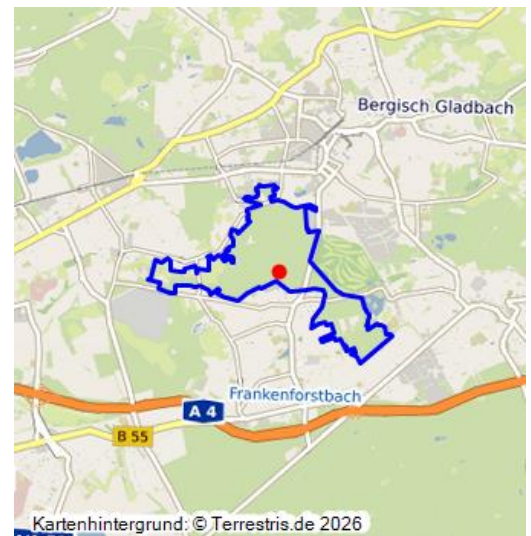 Bergisch Gladbach
Frankenforstbach
A 4
B 55
Kartenhintergrund: © Terrestris.de 2026